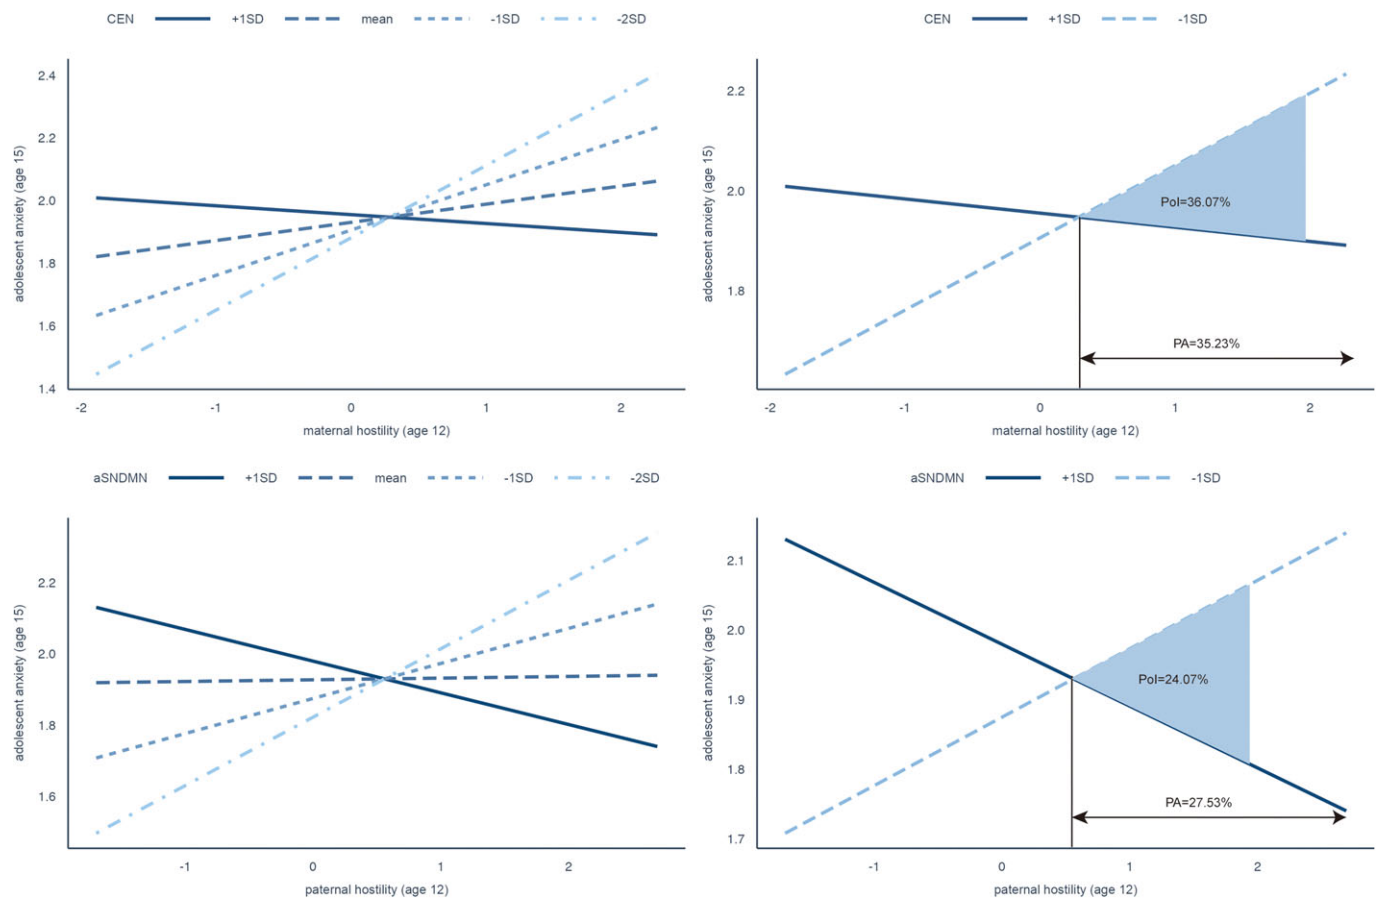 CEN +1SD mean -1SD -2SD
2.4
2.2
2.0
1.8
1.6
1.4
adolescent anxiety (age 15)
-2 -1 0 1 2
maternal hostility (age 12)
CEN +1SD -1SD
2.2
2.0
1.8
adolescent anxiety (age 15)
PoI=36.07%
PA=35.23%
-2 -1 0 1 2
maternal hostility (age 12)
aSNDMN +1SD mean -1SD -2SD
2.2
2.0
1.8
1.6
adolescent anxiety (age 15)
-1 0 1 2
paternal hostility (age 12)
aSNDMN +1SD -1SD
2.1
2.0
1.9
1.8
1.7
adolescent anxiety (age 15)
PoI=24.07%
PA=27.53%
-1 0 1 2
paternal hostility (age 12)